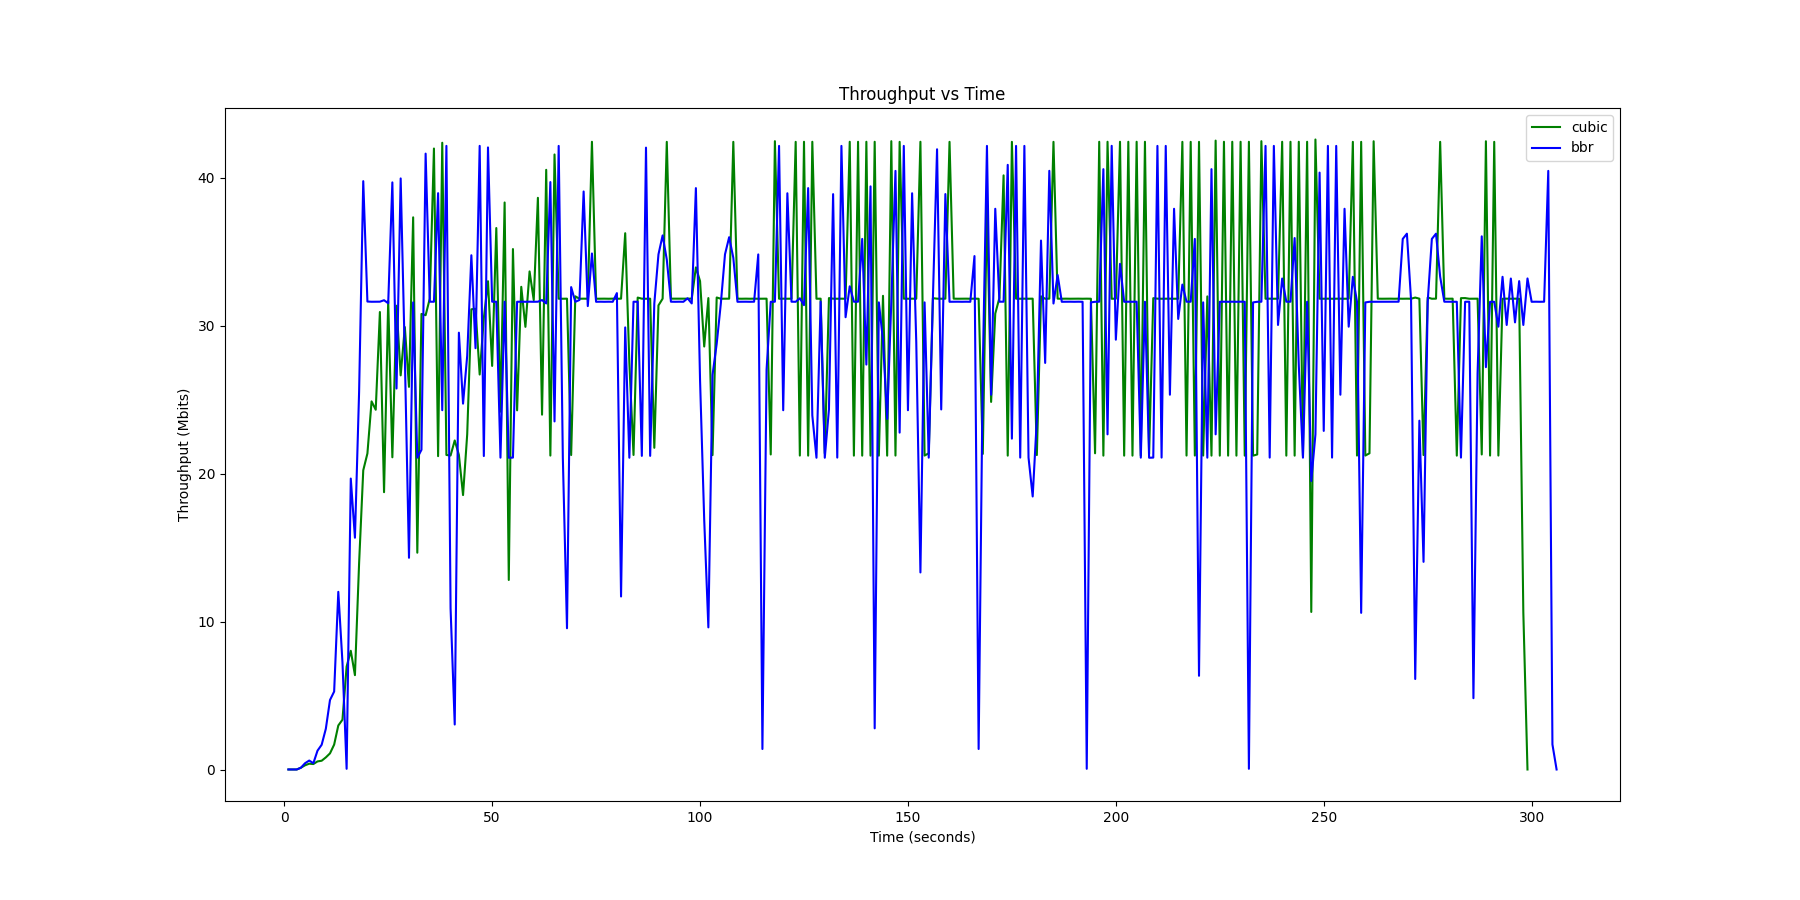 Throughput vs Time
cubic
bbr
Throughput (Mbits)
40
30
20
10
0
0 50 100 150 200 250 300
Time (seconds)